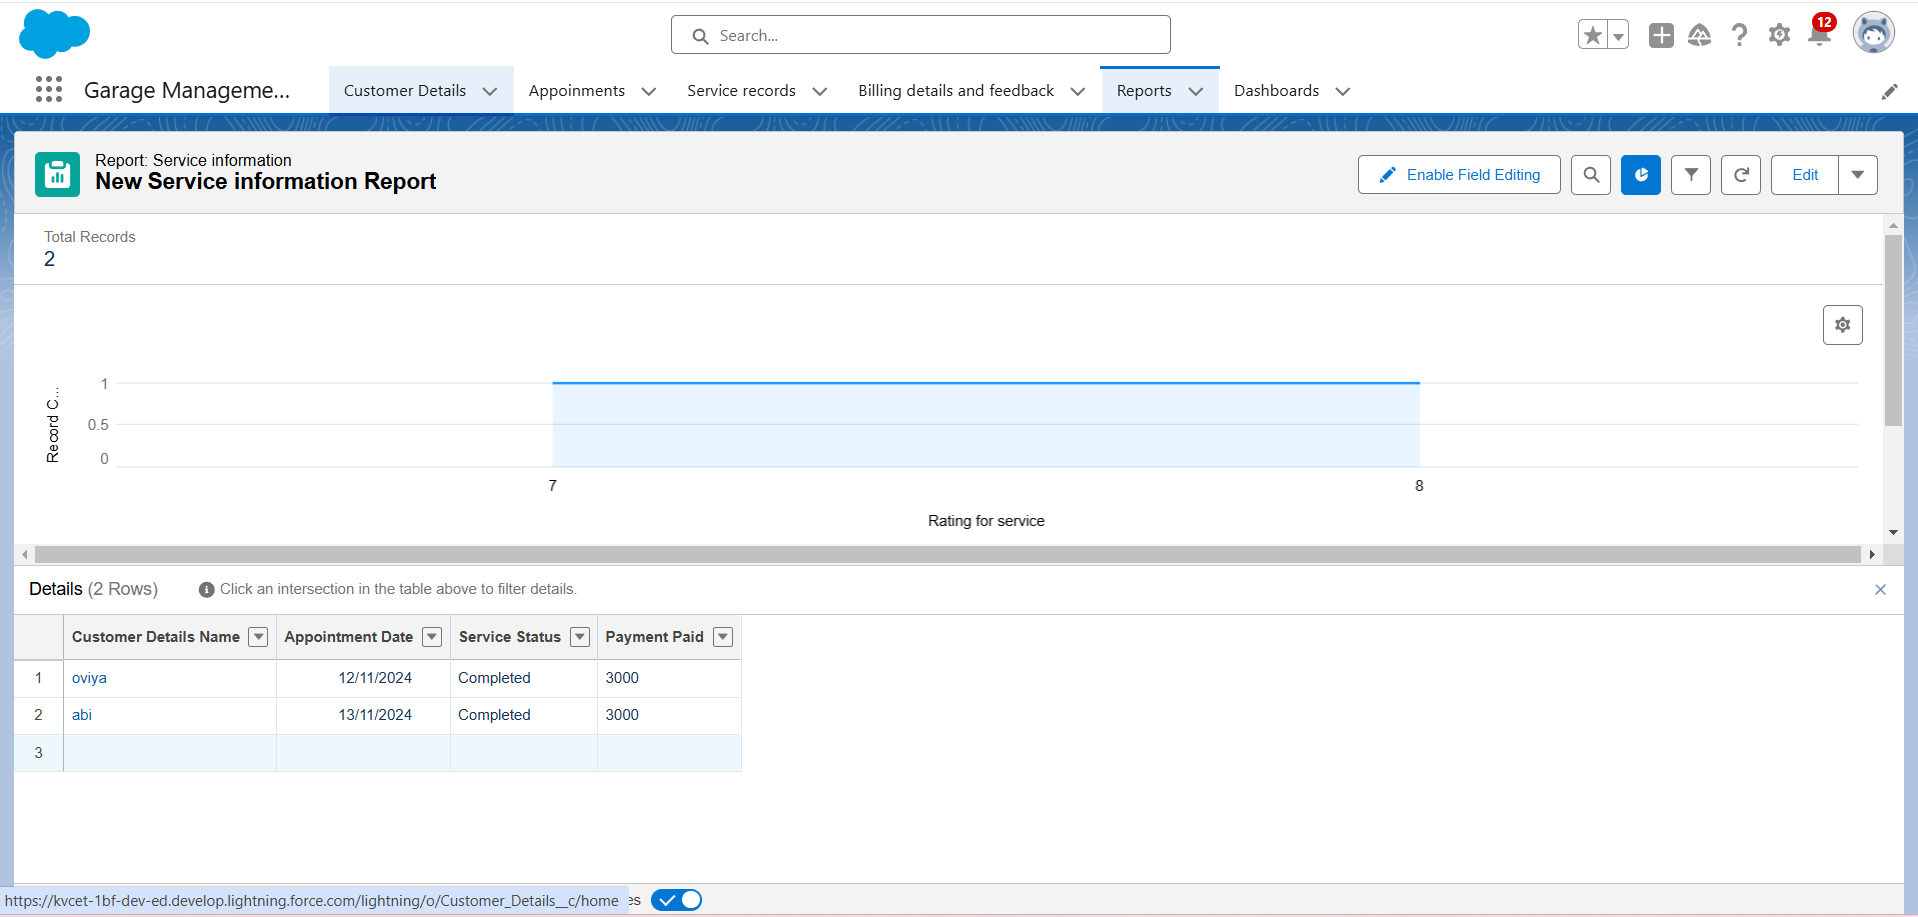 Search...
12
Garage Manageme...
Customer Details
Appoinments
Service records
Billing details and feedback
Reports
Dashboards
Report: Service information
New Service information Report
Enable Field Editing
Edit
Total Records
2
Record C...
1
0.5
0
7
8
Rating for service
Details (2 Rows)
Click an intersection in the table above to filter details.
Customer Details Name Appointment Date Service Status Payment Paid
1 oviya 12/11/2024 Completed 3000
2 abi 13/11/2024 Completed 3000
3
https://kvcet-1bf-dev-ed.develop.lightning.force.com/lightning/o/Customer_Details__c/home
es